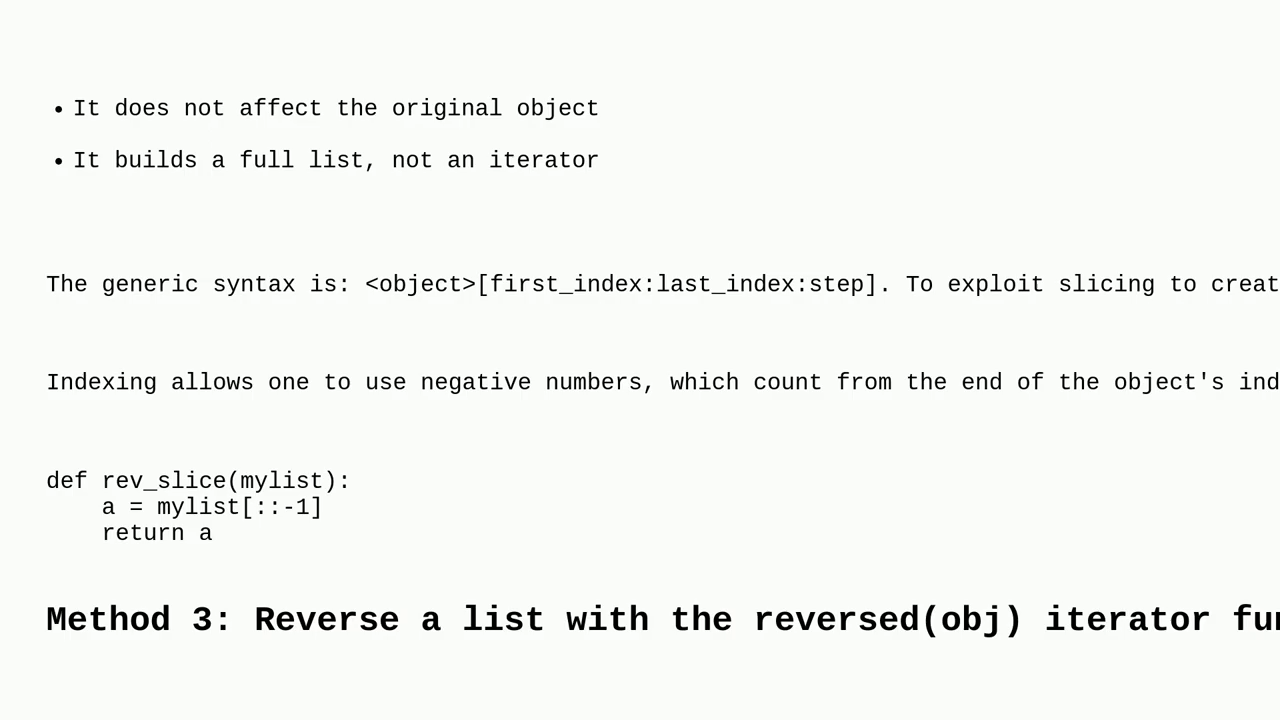 • It does not affect the original object
• It builds a full list, not an iterator
The generic syntax is: <object>[first_index:last_index:step]. To exploit slicing to creat
Indexing allows one to use negative numbers, which count from the end of the object's ind
def rev_slice(mylist):
    a = mylist[::-1]
    return a
Method 3: Reverse a list with the reversed(obj) iterator fun